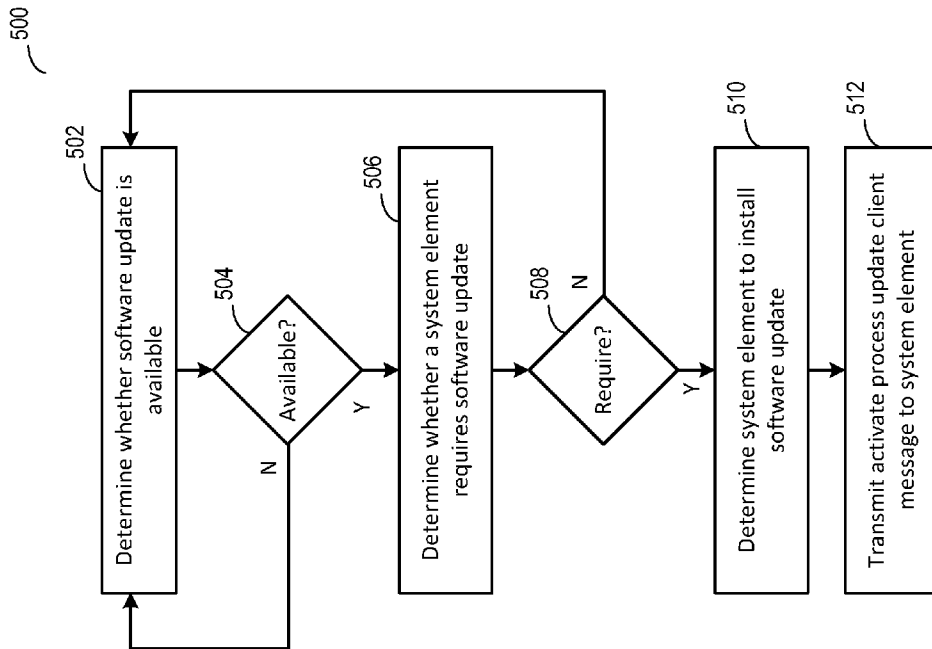 500
502
Determine whether software update is
available
504
Available?
N
Y
506
Determine whether a system element
requires software update
508
Require?
N
Y
510
Determine system element to install
software update
512
Transmit activate process update client
message to system element